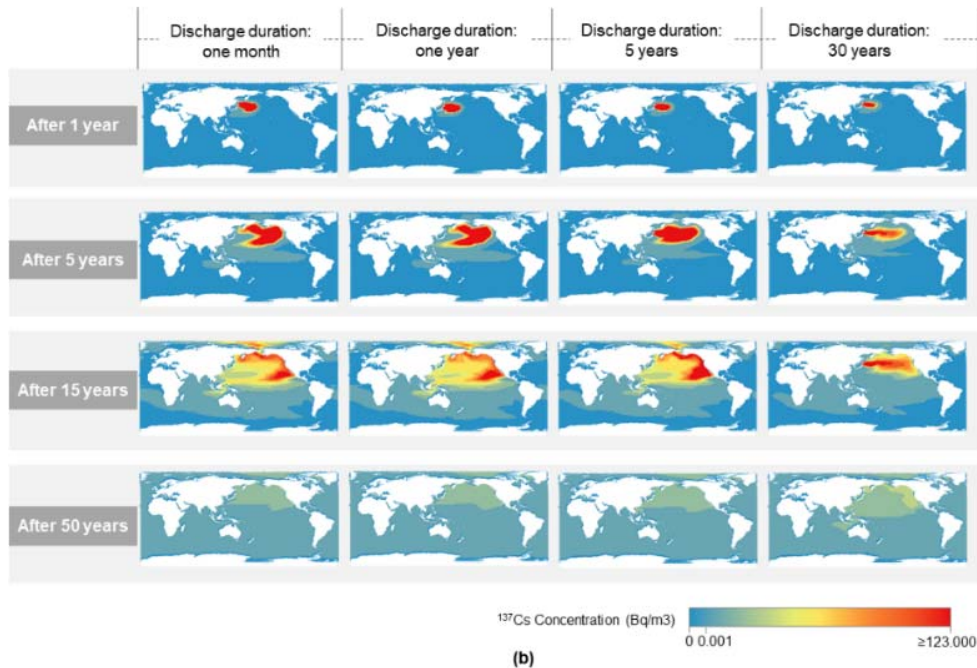 Discharge duration: one month
Discharge duration: one year
Discharge duration: 5 years
Discharge duration: 30 years
After 1 year
After 5 years
After 15 years
After 50 years
¹³⁷Cs Concentration (Bq/m3)
0 0.001
≥123.000
(b)